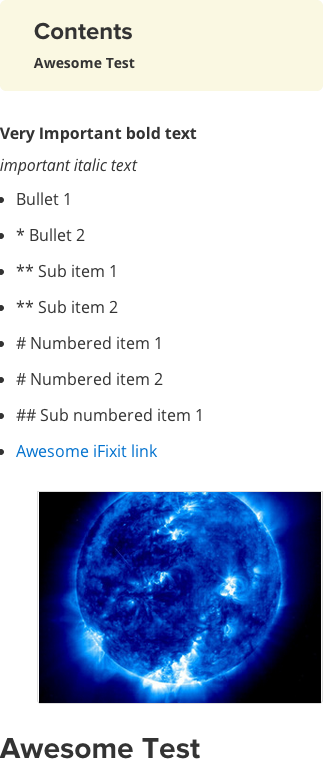 Contents
Awesome Test
Very Important bold text
important italic text
Bullet 1
* Bullet 2
** Sub item 1
** Sub item 2
# Numbered item 1
# Numbered item 2
## Sub numbered item 1
Awesome iFixit link
Awesome Test